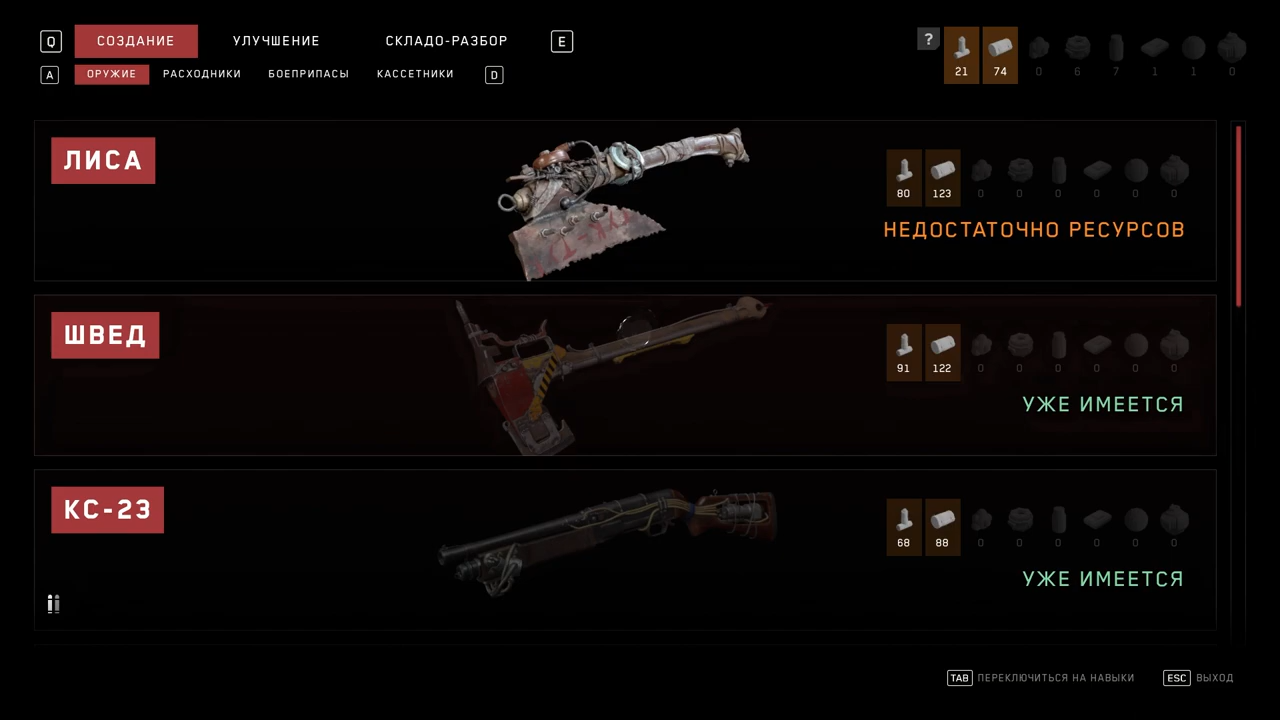 Q СОЗДАНИЕ УЛУЧШЕНИЕ СКЛАДО-РАЗБОР E
A ОРУЖИЕ РАСХОДНИКИ БОЕПРИПАСЫ КАССЕТНИКИ D
?
21 74 0 6 7 1 1 0
ЛИСА
80 123 0 0 0 0 0 0
НЕДОСТАТОЧНО РЕСУРСОВ
ШВЕД
91 122 0 0 0 0 0 0
УЖЕ ИМЕЕТСЯ
КС-23
68 88 0 0 0 0 0 0
УЖЕ ИМЕЕТСЯ
TAB ПЕРЕКЛЮЧИТЬСЯ НА НАВЫКИ ESC ВЫХОД